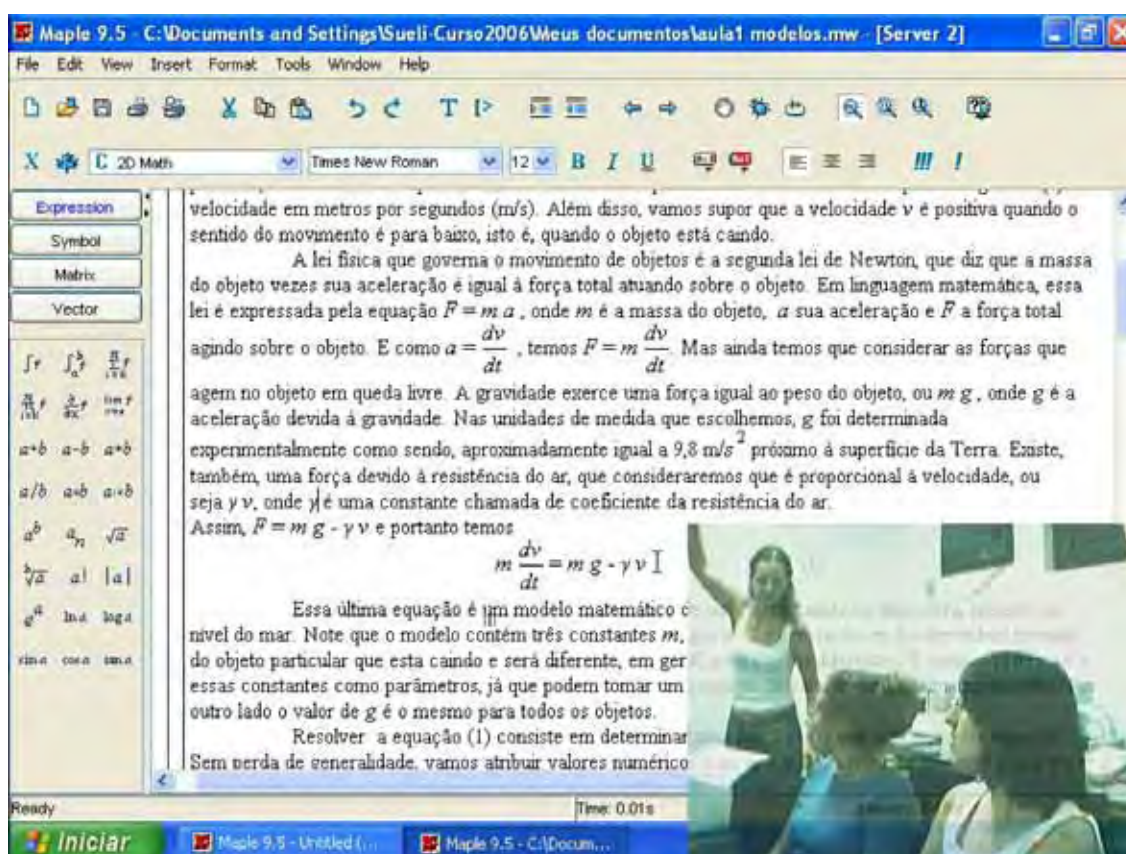 Maple 9.5 - C:\Documents and Settings\Sueli-Curso2006\Meus documentos\aula1 modelos.mw - [Server 2]
File Edit View Insert Format Tools Window Help
C 2D Math Times New Roman 12 B I U
Expression
Symbol
Matrix
Vector
velocidade em metros por segundos (m/s). Além disso, vamos supor que a velocidade v é positiva quando o
sentido do movimento é para baixo, isto é, quando o objeto está caindo.
A lei física que governa o movimento de objetos é a segunda lei de Newton, que diz que a massa
do objeto vezes sua aceleração é igual à força total atuando sobre o objeto. Em linguagem matemática, essa
lei é expressada pela equação F = m a , onde m é a massa do objeto, a sua aceleração e F a força total
agindo sobre o objeto. E como a = dv/dt , temos F = m dv/dt. Mas ainda temos que considerar as forças que
agem no objeto em queda livre. A gravidade exerce uma força igual ao peso do objeto, ou m g , onde g é a
aceleração devida à gravidade. Nas unidades de medida que escolhemos, g foi determinada
experimentalmente como sendo, aproximadamente igual a 9,8 m/s² próximo à superfície da Terra. Existe,
também, uma força devido à resistência do ar, que consideraremos que é proporcional à velocidade, ou
seja γ v, onde γ é uma constante chamada de coeficiente da resistência do ar.
Assim, F = m g - γ v e portanto temos
m dv/dt = m g - γ v
Essa última equação é um modelo matemático
nível do mar. Note que o modelo contém três constantes m,
do objeto particular que esta caindo e será diferente, em ger
essas constantes como parâmetros, já que podem tomar um
outro lado o valor de g é o mesmo para todos os objetos.
Resolver a equação (1) consiste em determinar
Sem perda de generalidade, vamos atribuir valores numérico
Ready Time: 0.01s
Iniciar Maple 9.5 - Untitled (... Maple 9.5 - C:\Docum...